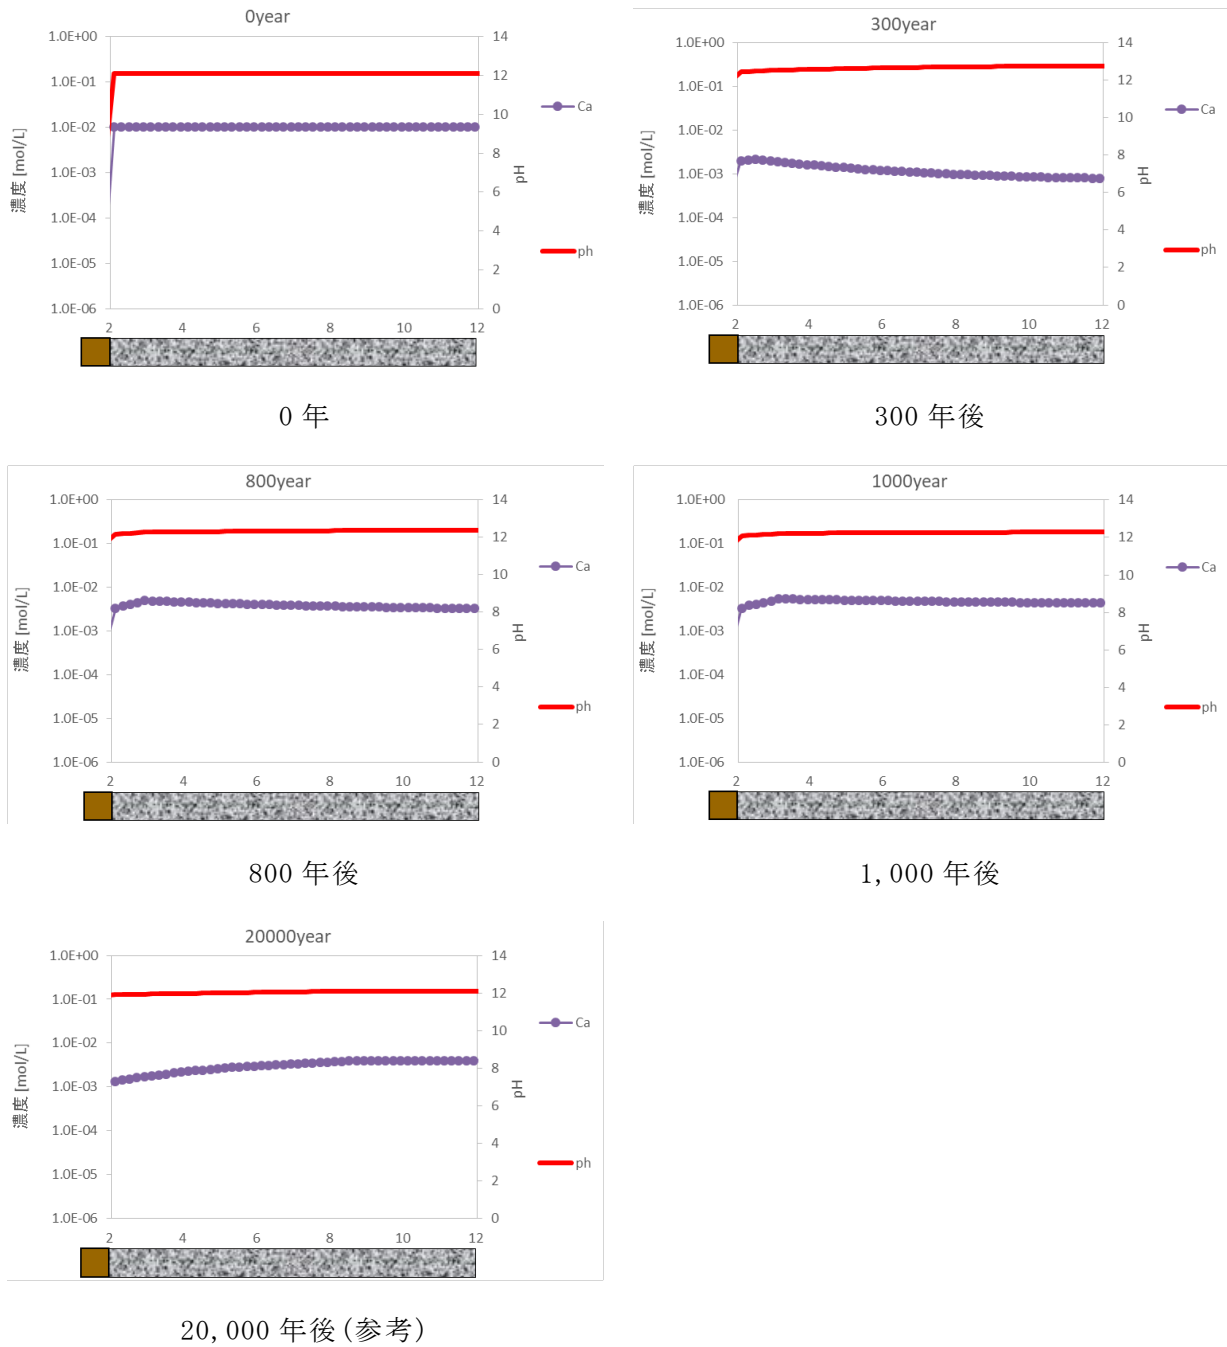 0year
1.0E+00
1.0E-01
1.0E-02
1.0E-03
1.0E-04
1.0E-05
1.0E-06
濃度 [mol/L]
14
12
10
8
6
4
2
0
pH
Ca
ph
2 4 6 8 10 12
0 年
300year
1.0E+00
1.0E-01
1.0E-02
1.0E-03
1.0E-04
1.0E-05
1.0E-06
濃度 [mol/L]
14
12
10
8
6
4
2
0
pH
Ca
ph
2 4 6 8 10 12
300 年後
800year
1.0E+00
1.0E-01
1.0E-02
1.0E-03
1.0E-04
1.0E-05
1.0E-06
濃度 [mol/L]
14
12
10
8
6
4
2
0
pH
Ca
ph
2 4 6 8 10 12
800 年後
1000year
1.0E+00
1.0E-01
1.0E-02
1.0E-03
1.0E-04
1.0E-05
1.0E-06
濃度 [mol/L]
14
12
10
8
6
4
2
0
pH
Ca
ph
2 4 6 8 10 12
1,000 年後
20000year
1.0E+00
1.0E-01
1.0E-02
1.0E-03
1.0E-04
1.0E-05
1.0E-06
濃度 [mol/L]
14
12
10
8
6
4
2
0
pH
Ca
ph
2 4 6 8 10 12
20,000 年後(参考)